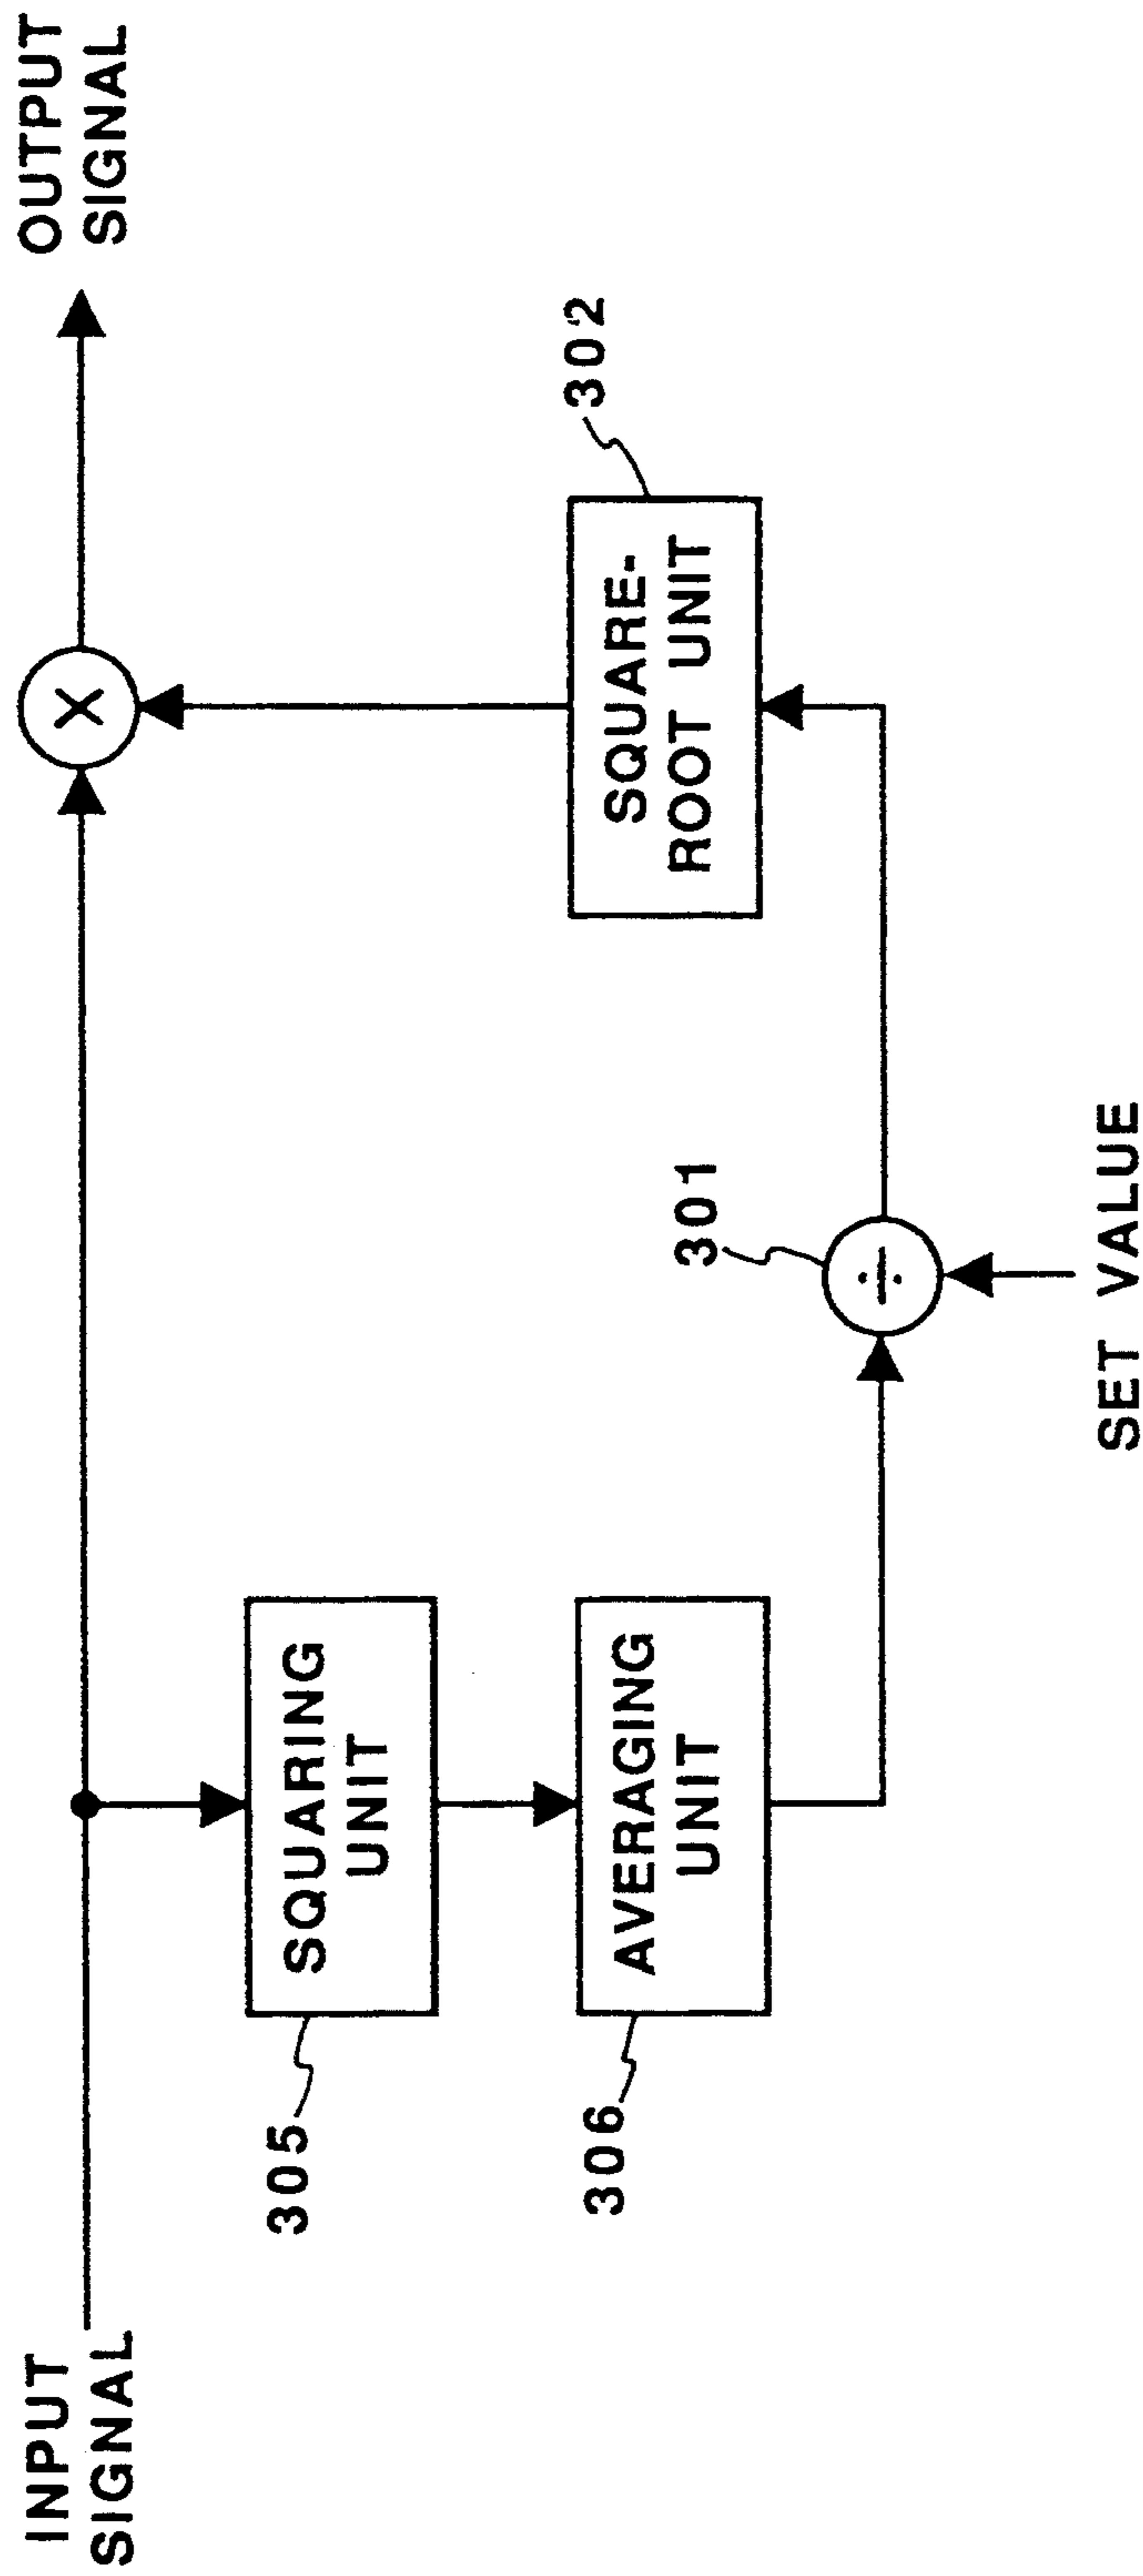 INPUT
SIGNAL
OUTPUT
SIGNAL
X
305
SQUARING
UNIT
306
AVERAGING
UNIT
301
÷
SET VALUE
302
SQUARE-
ROOT UNIT